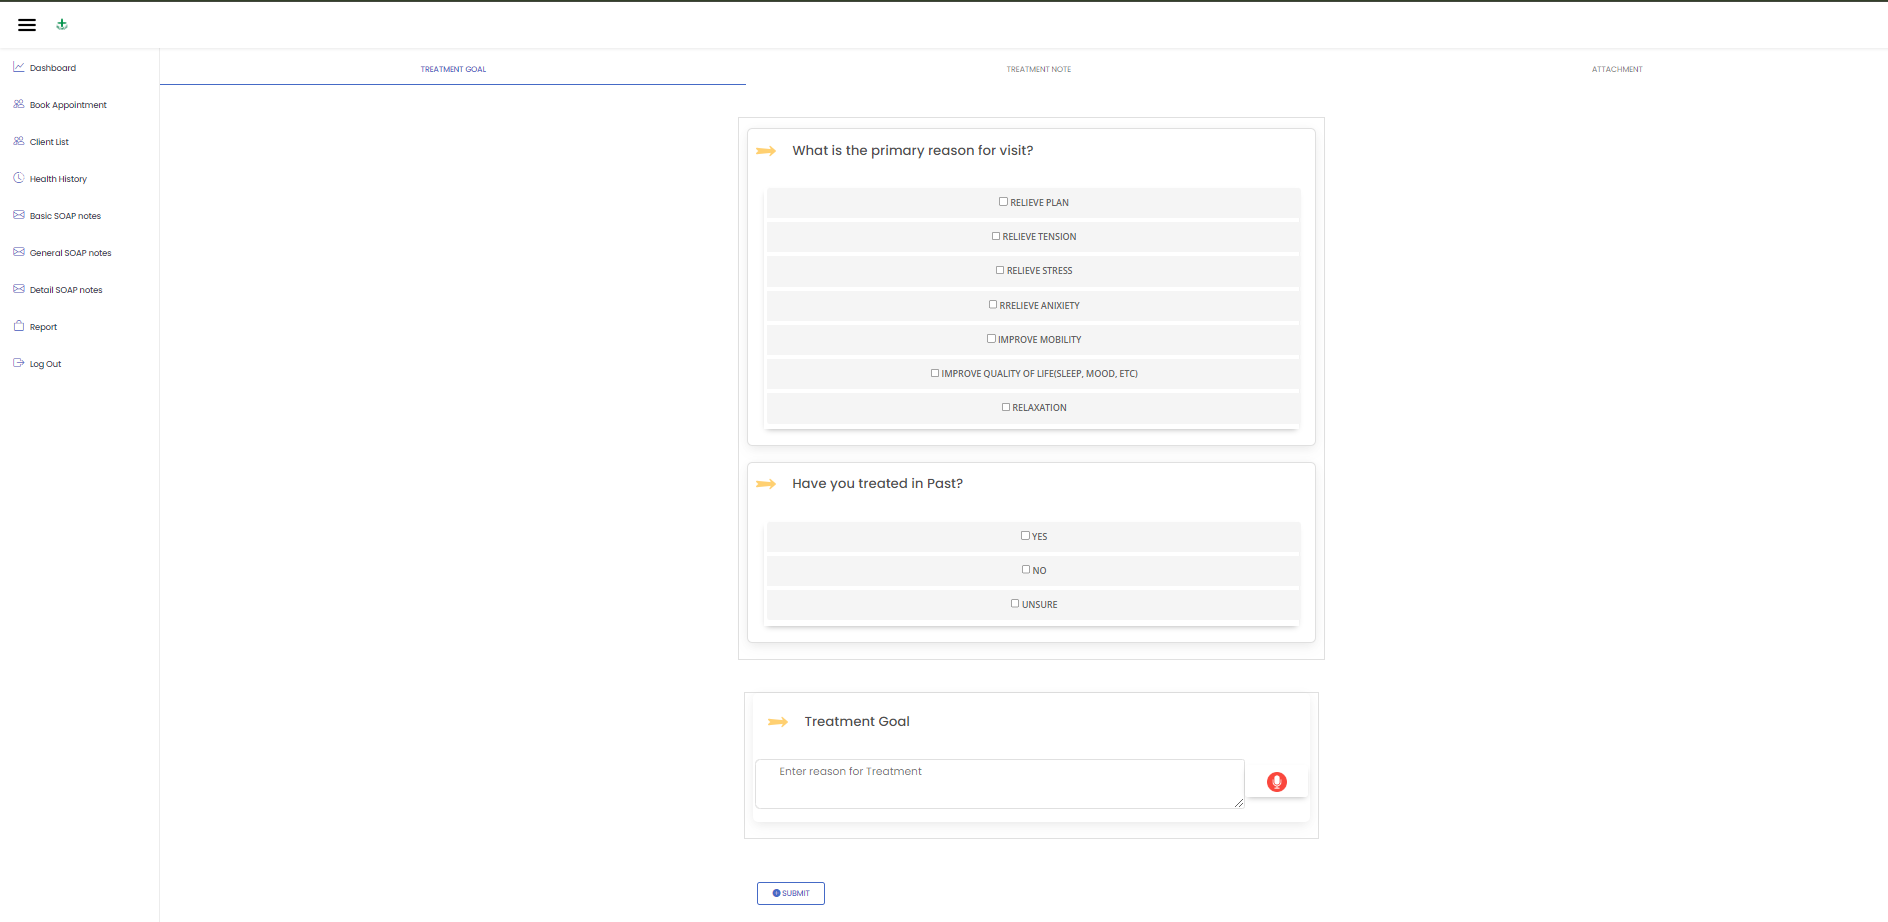 Dashboard
Book Appointment
Client List
Health History
Basic SOAP notes
General SOAP notes
Detail SOAP notes
Report
Log Out
TREATMENT GOAL
TREATMENT NOTE
ATTACHMENT
What is the primary reason for visit?
RELIEVE PLAN
RELIEVE TENSION
RELIEVE STRESS
RRELIEVE ANIXIETY
IMPROVE MOBILITY
IMPROVE QUALITY OF LIFE(SLEEP, MOOD, ETC)
RELAXATION
Have you treated in Past?
YES
NO
UNSURE
Treatment Goal
Enter reason for Treatment
SUBMIT